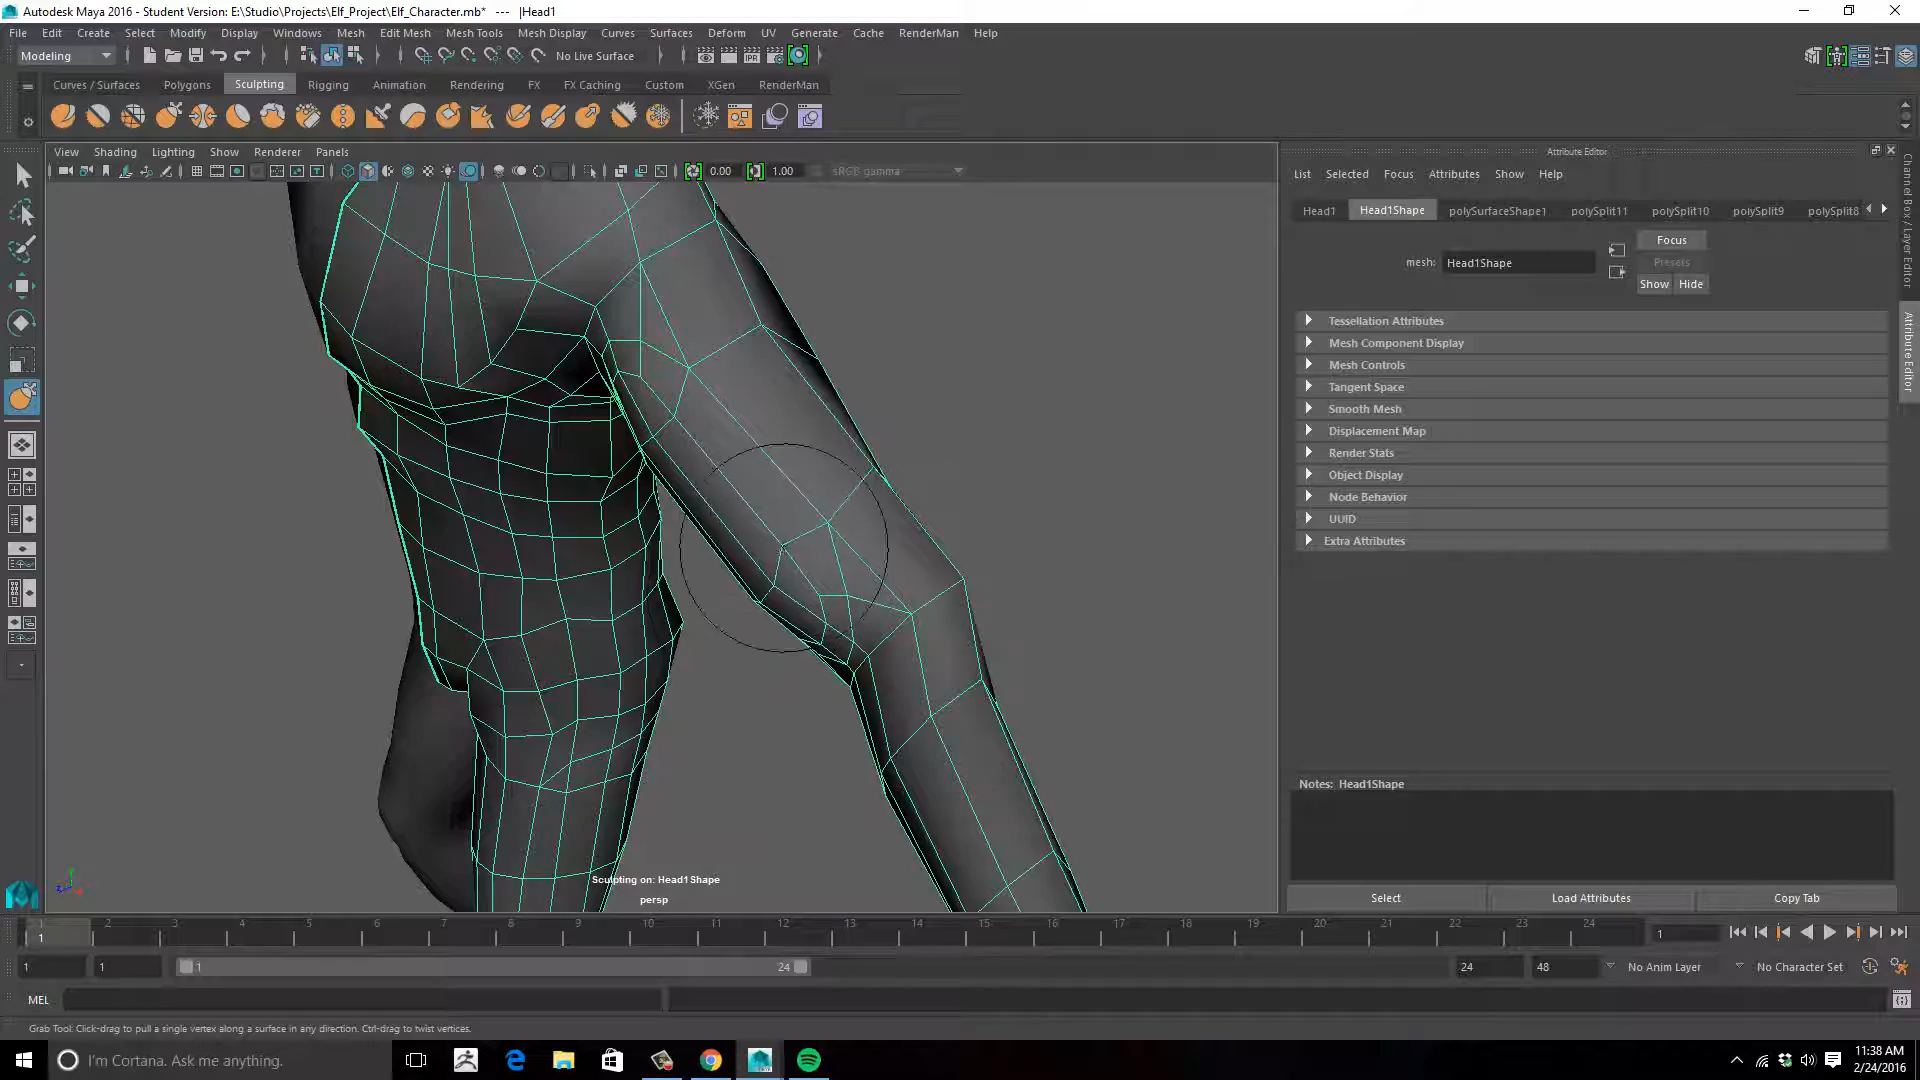 Autodesk Maya 2016 - Student Version: E:\Studio\Projects\Elf_Project\Elf_Character.mb*   ---   |Head1
File Edit Create Select Modify Display Windows Mesh Edit Mesh Mesh Tools Mesh Display Curves Surfaces Deform UV Generate Cache RenderMan Help
Modeling No Live Surface
Curves / Surfaces Polygons Sculpting Rigging Animation Rendering FX FX Caching Custom XGen RenderMan
View Shading Lighting Show Renderer Panels
0.00 1.00 sRGB gamma
Attribute Editor
List Selected Focus Attributes Show Help
Head1 Head1Shape polySurfaceShape1 polySplit11 polySplit10 polySplit9 polySplit8
Focus
mesh: Head1Shape
Presets
Show Hide
Tessellation Attributes
Mesh Component Display
Mesh Controls
Tangent Space
Smooth Mesh
Displacement Map
Render Stats
Object Display
Node Behavior
UUID
Extra Attributes
Channel Box / Layer Editor
Attribute Editor
Notes: Head1Shape
Sculpting on: Head1Shape
persp
Select Load Attributes Copy Tab
1 2 3 4 5 6 7 8 9 10 11 12 13 14 15 16 17 18 19 20 21 22 23 24
1 1
1 1 1 24 24 48 No Anim Layer No Character Set
MEL
Grab Tool: Click-drag to pull a single vertex along a surface in any direction. Ctrl-drag to twist vertices.
I'm Cortana. Ask me anything.
11:38 AM
2/24/2016